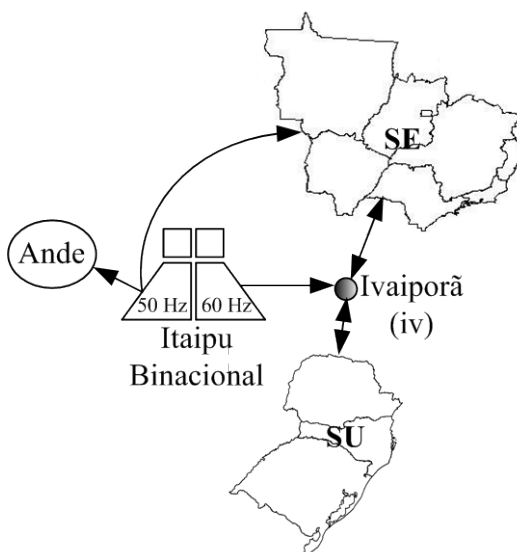 SE
Ande
50 Hz
60 Hz
Ivaiporã
(iv)
Itaipu
Binacional
SU